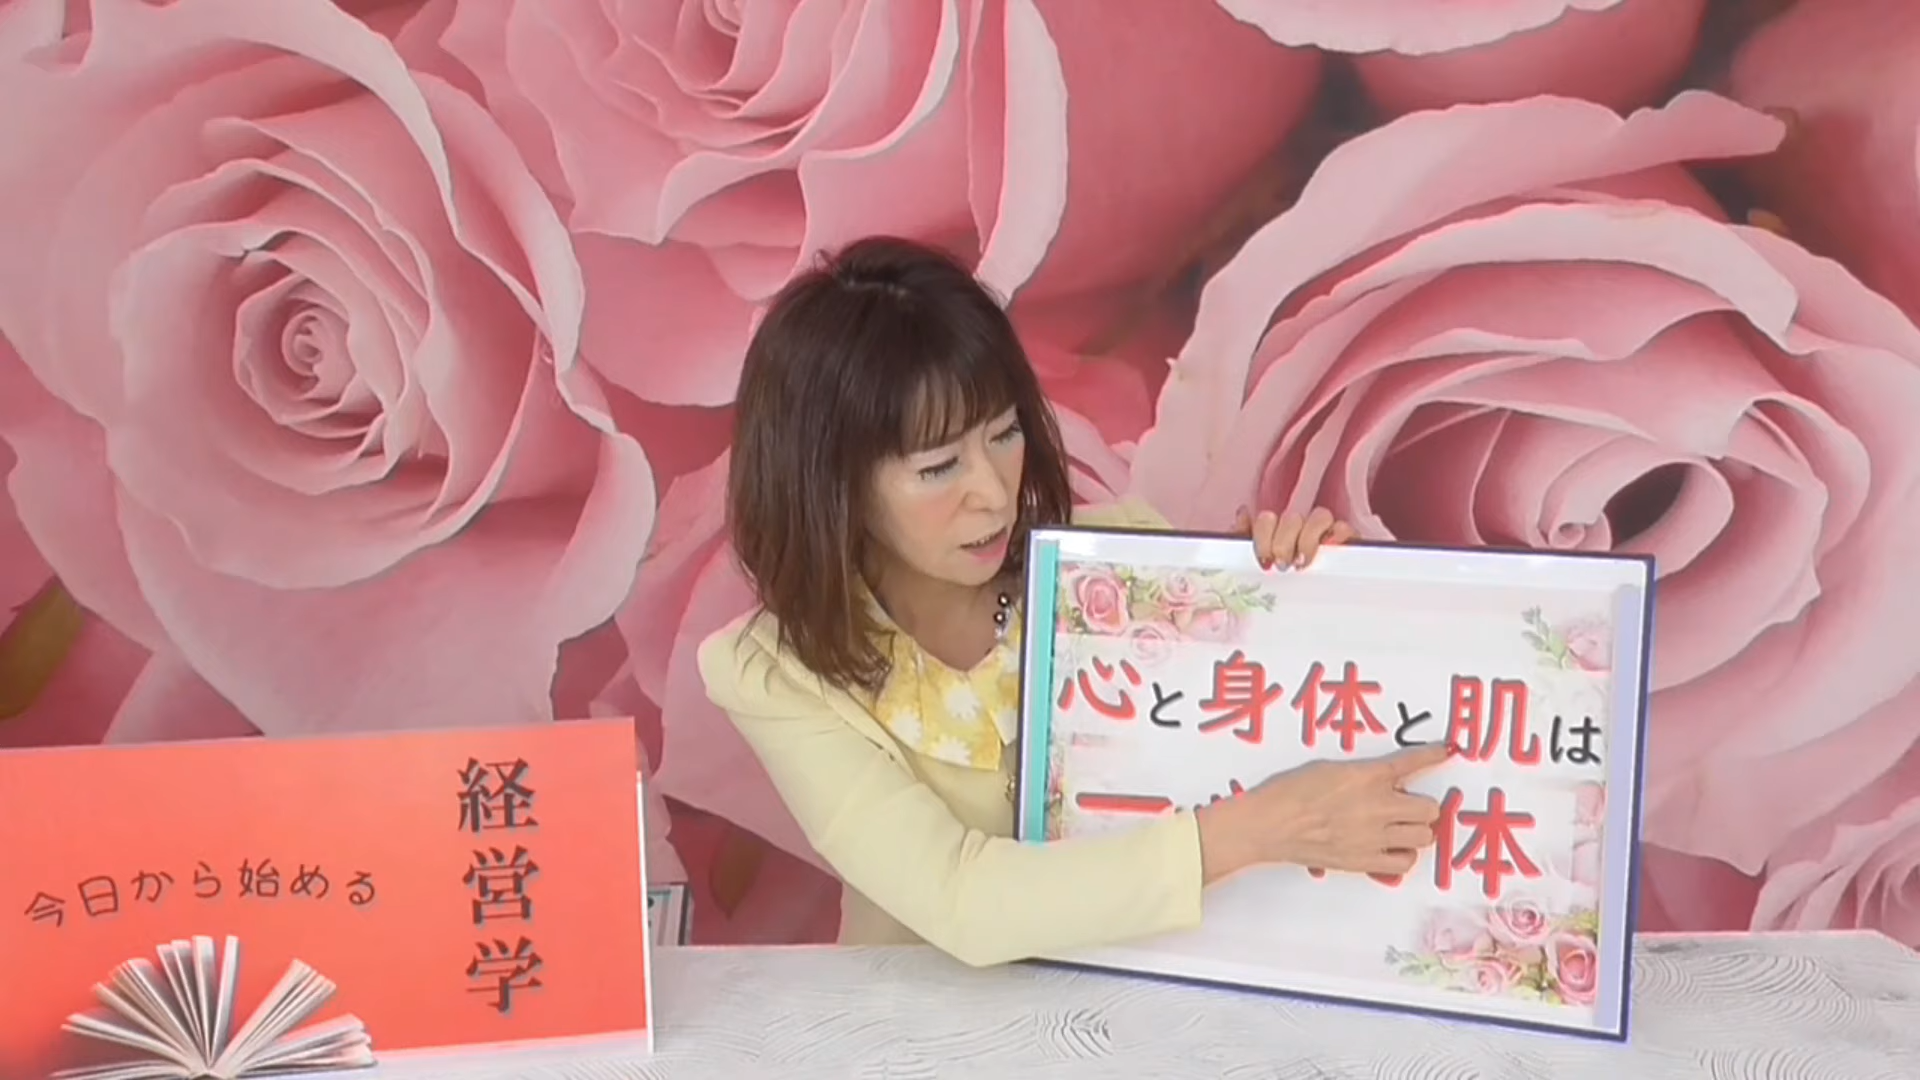 今日から始める
経営学
心と身体と肌は
体